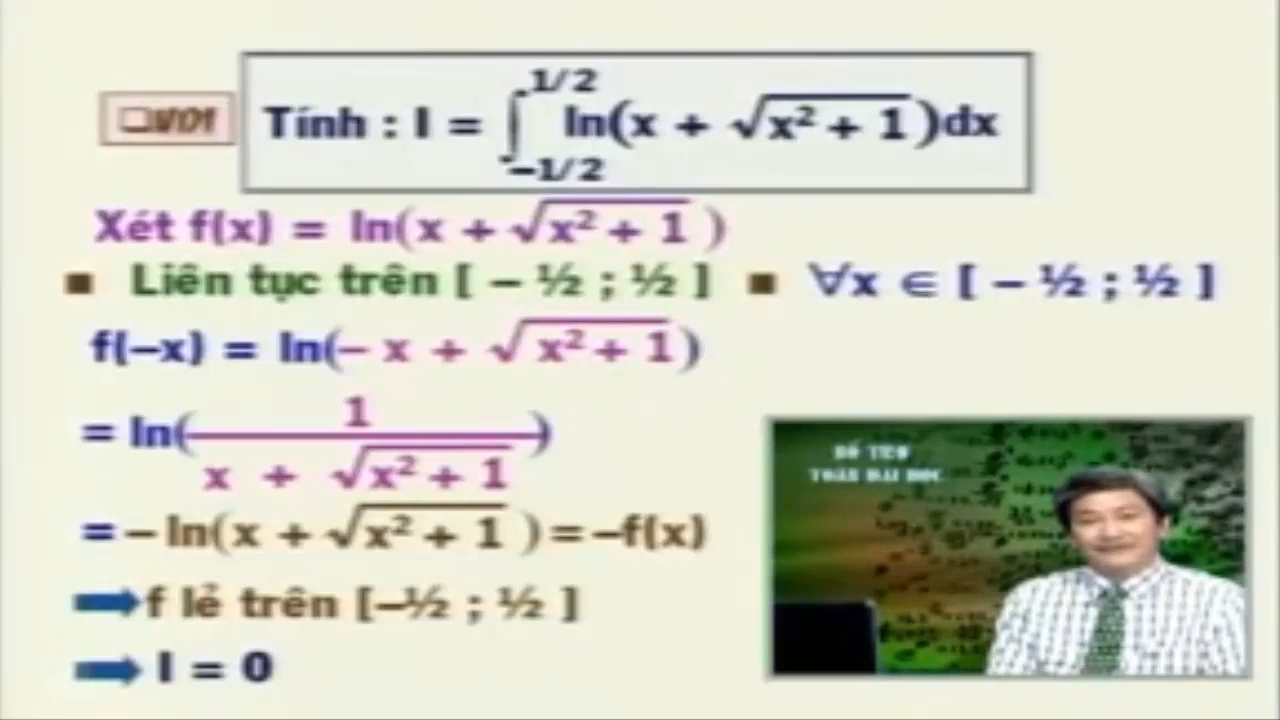 ❑VD1
Tính : I = ∫_{-1/2}^{1/2} ln(x + √(x² + 1))dx
Xét f(x) = ln(x + √(x² + 1))
▪ Liên tục trên [ – ½ ; ½ ] ▪ ∀x ∈ [ – ½ ; ½ ]
f(–x) = ln(– x + √(x² + 1))
= ln(1/(x + √(x² + 1)))
= – ln(x + √(x² + 1)) = –f(x)
➡ f lẻ trên [–½ ; ½ ]
➡ I = 0